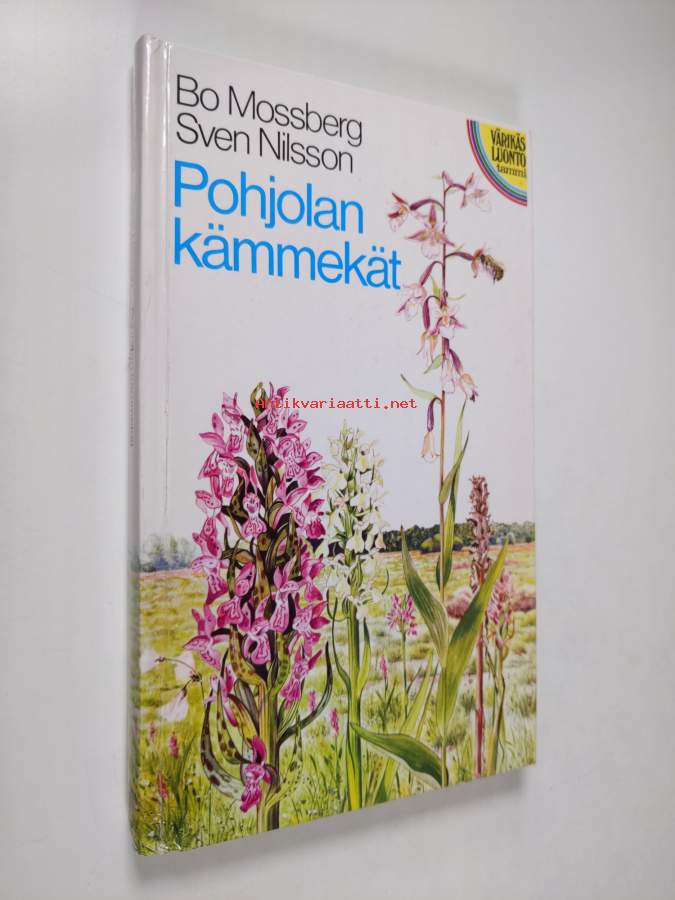 Bo Mossberg
Sven Nilsson
Pohjolan
kämmekät
VÄRIKÄS
LUONTO
tammi
Antikvariaatti.net